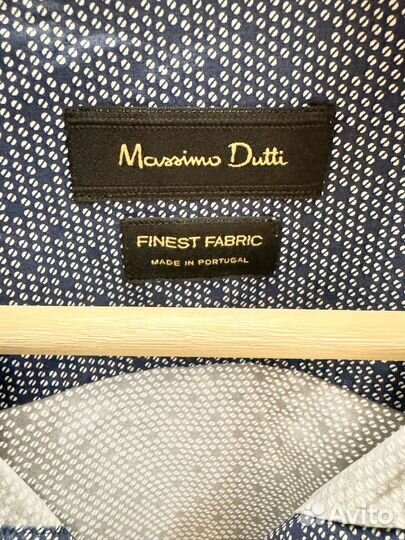 Massimo Dutti
FINEST FABRIC
MADE IN PORTUGAL
Avito